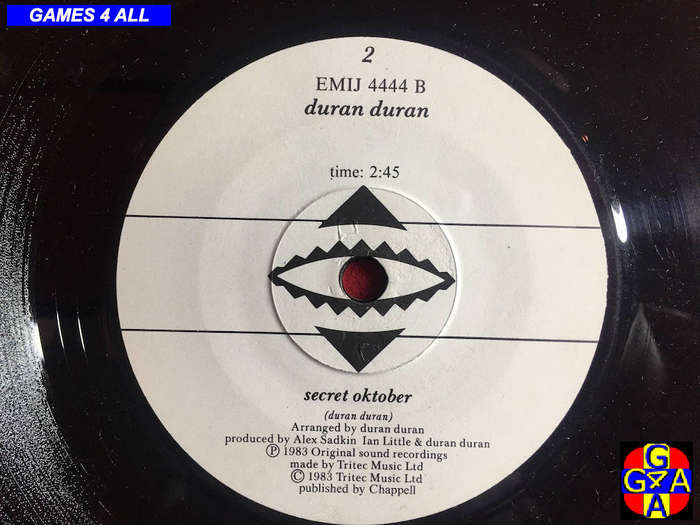 GAMES 4 ALL
2
EMIJ 4444 B
duran duran
time: 2:45
secret oktober
(duran duran)
Arranged by duran duran
produced by Alex Sadkin Ian Little & duran duran
Ⓟ 1983 Original sound recordings
made by Tritec Music Ltd
© 1983 Tritec Music Ltd
published by Chappell
G
G4A
A